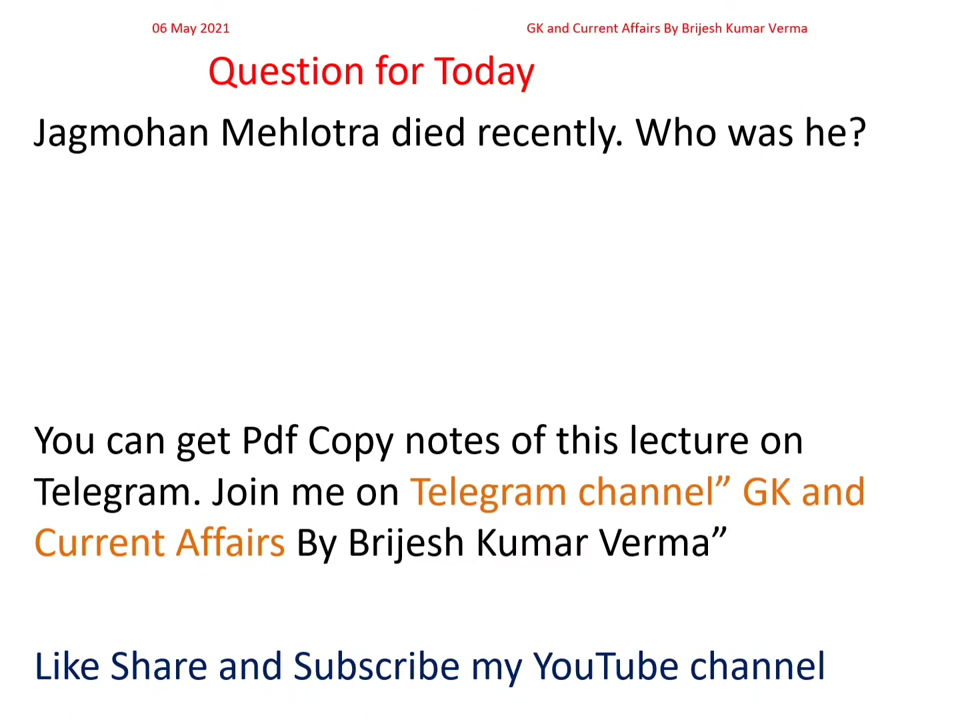 06 May 2021 GK and Current Affairs By Brijesh Kumar Verma
Question for Today
Jagmohan Mehlotra died recently. Who was he?
You can get Pdf Copy notes of this lecture on
Telegram. Join me on Telegram channel” GK and
Current Affairs By Brijesh Kumar Verma”
Like Share and Subscribe my YouTube channel